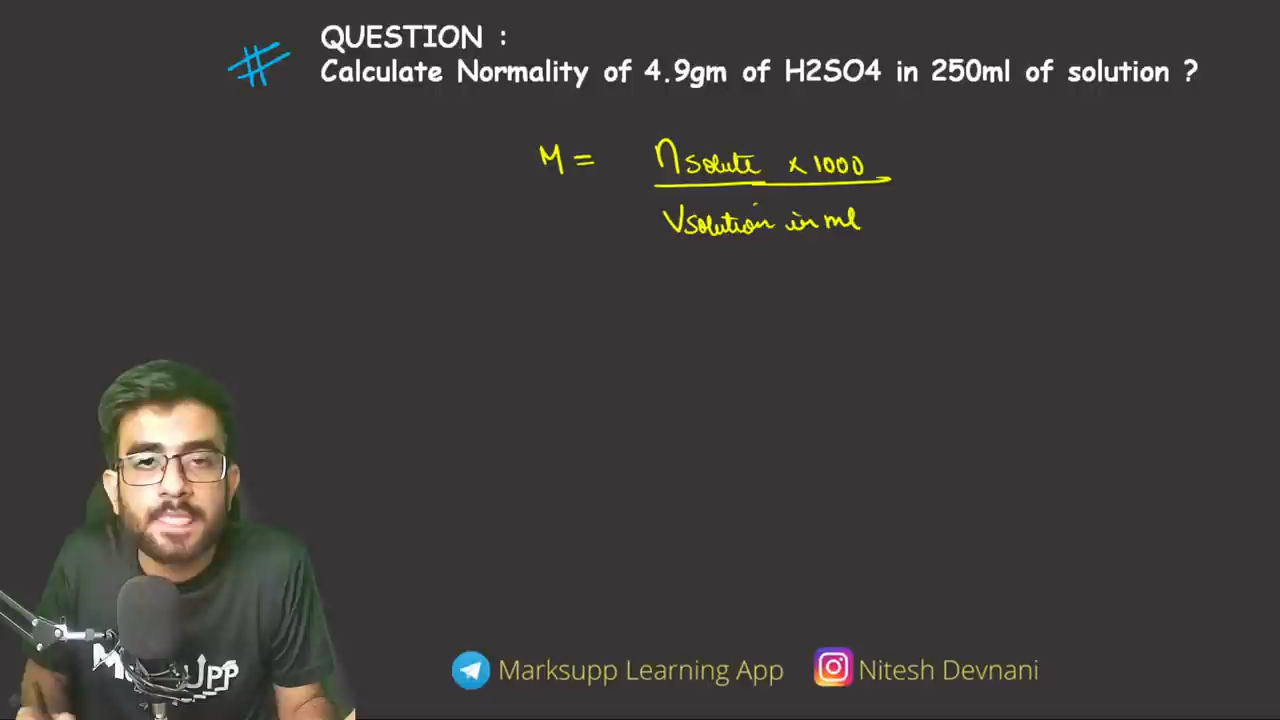 QUESTION :
Calculate Normality of 4.9gm of H2SO4 in 250ml of solution ?
M = nsolute x 1000
Vsolution in ml
Marksupp Learning App
Nitesh Devnani